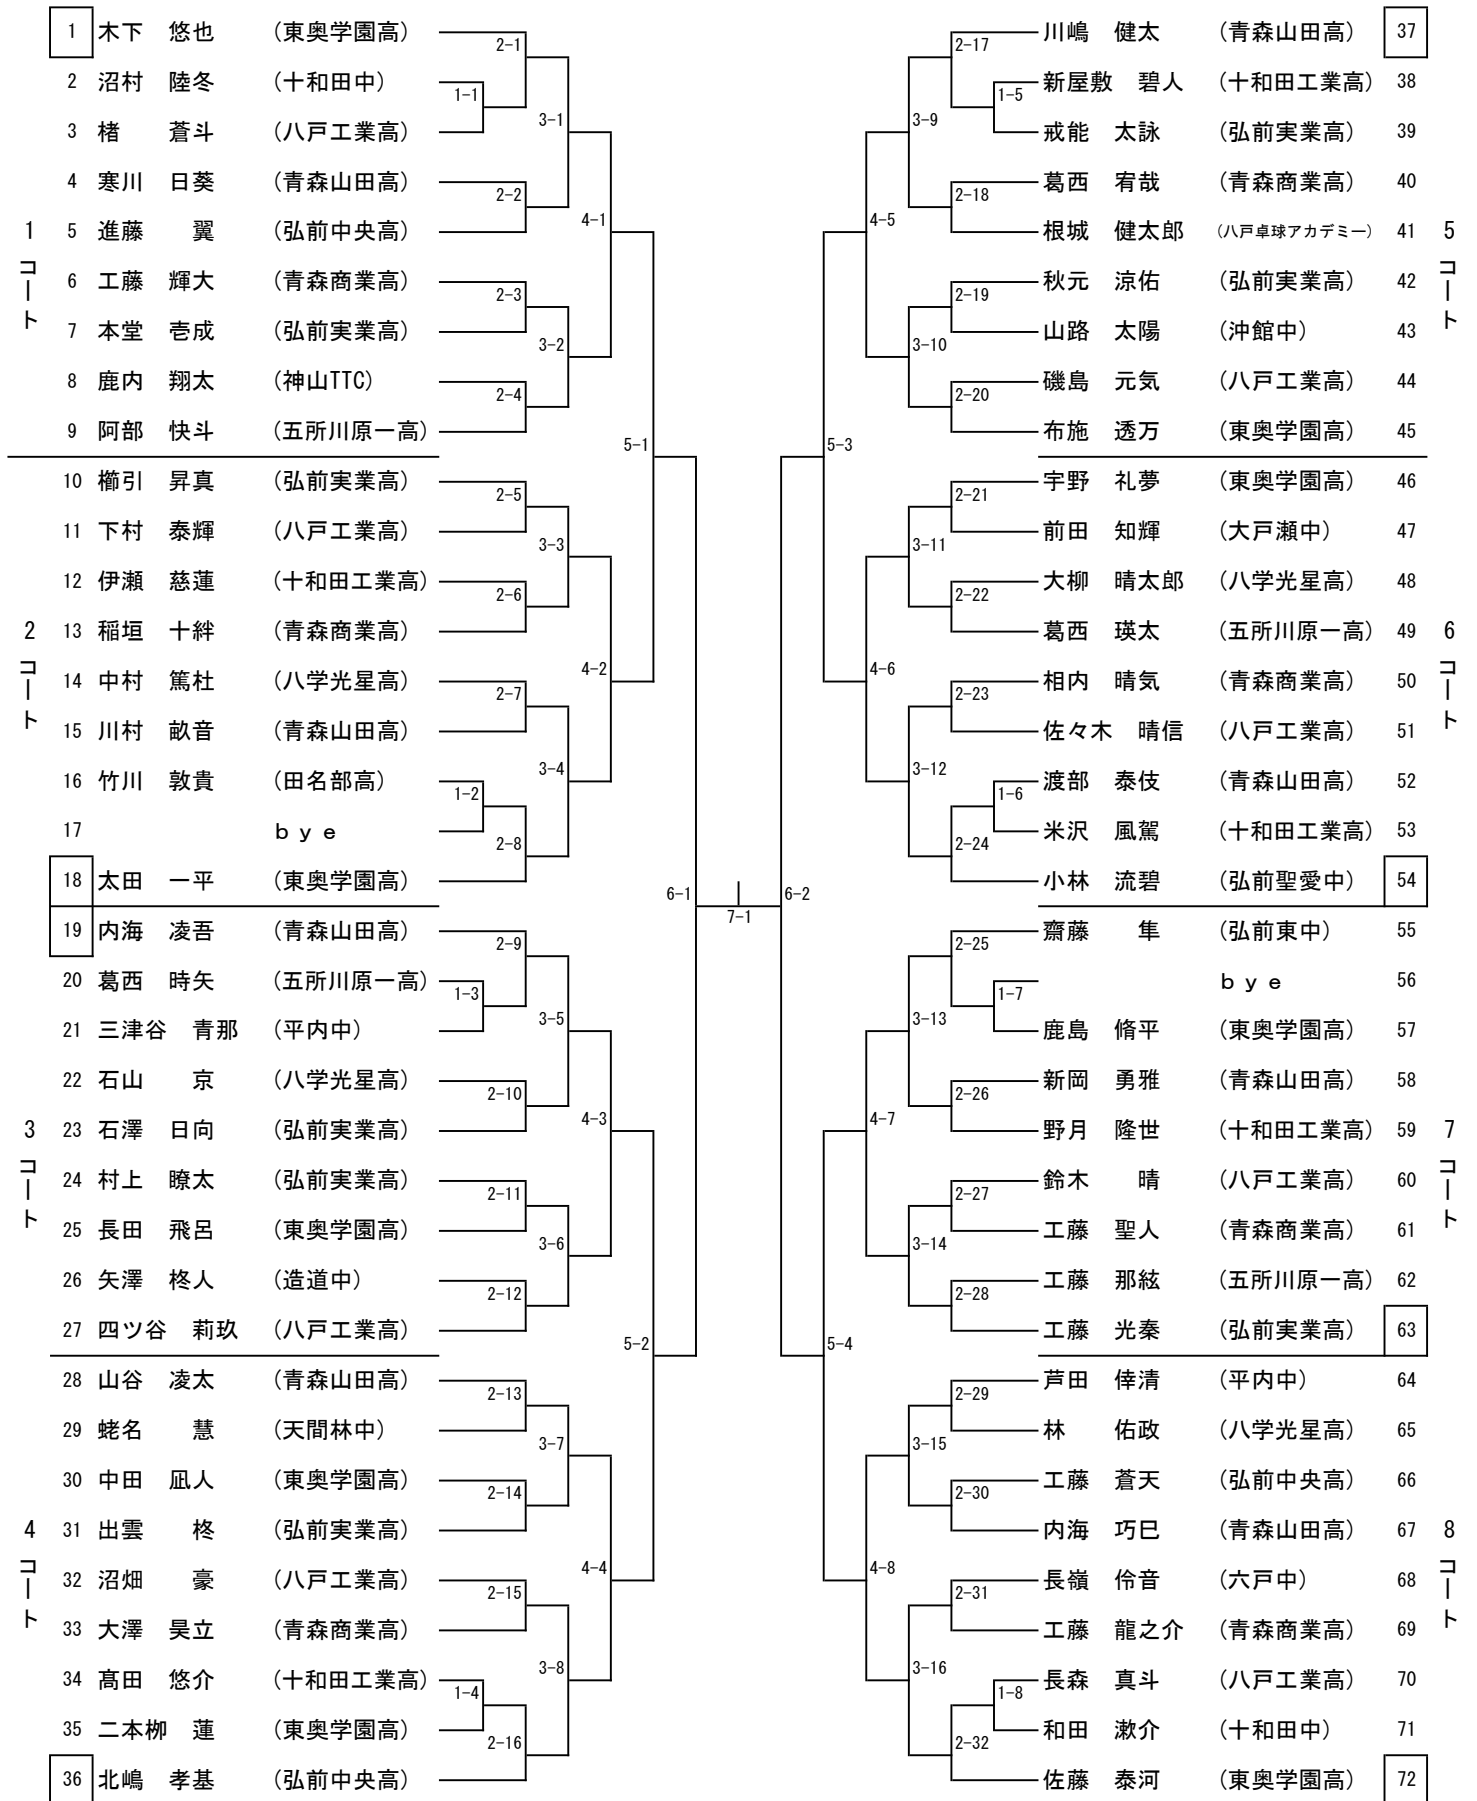 1 木下 悠也 (東奥学園高)
2 沼村 陸冬 (十和田中)
3 楮 蒼斗 (八戸工業高)
4 寒川 日葵 (青森山田高)
5 進藤 翼 (弘前中央高)
6 工藤 輝大 (青森商業高)
7 本堂 壱成 (弘前実業高)
8 鹿内 翔太 (神山TTC)
9 阿部 快斗 (五所川原一高)
1コート
10 櫛引 昇真 (弘前実業高)
11 下村 泰輝 (八戸工業高)
12 伊瀬 慈蓮 (十和田工業高)
13 稲垣 十絆 (青森商業高)
14 中村 篤杜 (八学光星高)
15 川村 畝音 (青森山田高)
16 竹川 敦貴 (田名部高)
17 ｂｙｅ
18 太田 一平 (東奥学園高)
2コート
19 内海 凌吾 (青森山田高)
20 葛西 時矢 (五所川原一高)
21 三津谷 青那 (平内中)
22 石山 京 (八学光星高)
23 石澤 日向 (弘前実業高)
24 村上 瞭太 (弘前実業高)
25 長田 飛呂 (東奥学園高)
26 矢澤 柊人 (造道中)
27 四ツ谷 莉玖 (八戸工業高)
3コート
28 山谷 凌太 (青森山田高)
29 蛯名 慧 (天間林中)
30 中田 凪人 (東奥学園高)
31 出雲 柊 (弘前実業高)
32 沼畑 豪 (八戸工業高)
33 大澤 昊立 (青森商業高)
34 髙田 悠介 (十和田工業高)
35 二本栁 蓮 (東奥学園高)
36 北嶋 孝基 (弘前中央高)
4コート
1-1
1-2
1-3
1-4
2-1
2-2
2-3
2-4
2-5
2-6
2-7
2-8
2-9
2-10
2-11
2-12
2-13
2-14
2-15
2-16
3-1
3-2
3-3
3-4
3-5
3-6
3-7
3-8
4-1
4-2
4-3
4-4
5-1
5-2
6-1
7-1
6-2
5-3
5-4
4-5
4-6
4-7
4-8
3-9
3-10
3-11
3-12
3-13
3-14
3-15
3-16
2-17
2-18
2-19
2-20
2-21
2-22
2-23
2-24
2-25
2-26
2-27
2-28
2-29
2-30
2-31
2-32
1-5
1-6
1-7
1-8
川嶋 健太 (青森山田高) 37
新屋敷 碧人 (十和田工業高) 38
戒能 太詠 (弘前実業高) 39
葛西 宥哉 (青森商業高) 40
根城 健太郎 (八戸卓球アカデミー) 41
秋元 涼佑 (弘前実業高) 42
山路 太陽 (沖館中) 43
磯島 元気 (八戸工業高) 44
布施 透万 (東奥学園高) 45
5コート
宇野 礼夢 (東奥学園高) 46
前田 知輝 (大戸瀬中) 47
大柳 晴太郎 (八学光星高) 48
葛西 瑛太 (五所川原一高) 49
相内 晴気 (青森商業高) 50
佐々木 晴信 (八戸工業高) 51
渡部 泰伎 (青森山田高) 52
米沢 風駕 (十和田工業高) 53
小林 流碧 (弘前聖愛中) 54
6コート
齋藤 隼 (弘前東中) 55
ｂｙｅ 56
鹿島 脩平 (東奥学園高) 57
新岡 勇雅 (青森山田高) 58
野月 隆世 (十和田工業高) 59
鈴木 晴 (八戸工業高) 60
工藤 聖人 (青森商業高) 61
工藤 那絃 (五所川原一高) 62
工藤 光秦 (弘前実業高) 63
7コート
芦田 倖清 (平内中) 64
林 佑政 (八学光星高) 65
工藤 蒼天 (弘前中央高) 66
内海 巧巳 (青森山田高) 67
長嶺 伶音 (六戸中) 68
工藤 龍之介 (青森商業高) 69
長森 真斗 (八戸工業高) 70
和田 漱介 (十和田中) 71
佐藤 泰河 (東奥学園高) 72
8コート